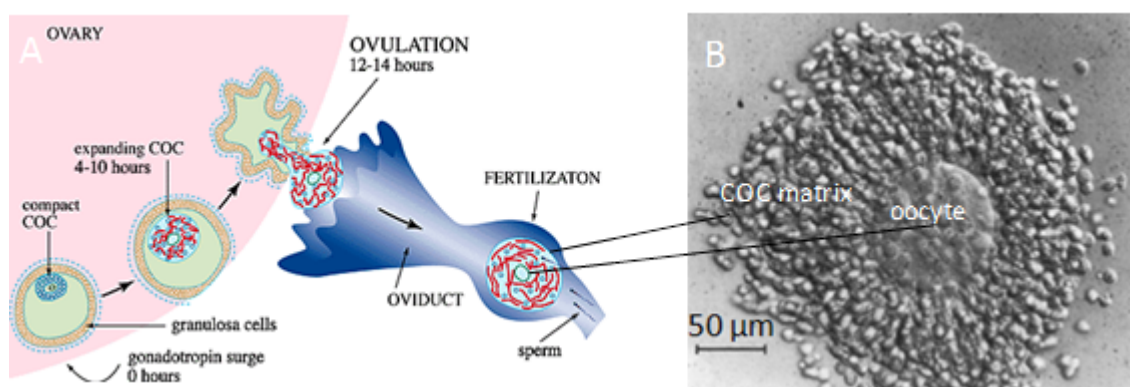 A
OVARY
OVULATION
12-14 hours
expanding COC
4-10 hours
compact
COC
FERTILIZATON
OVIDUCT
granulosa cells
sperm
gonadotropin surge
0 hours
B
COC matrix
oocyte
50 μm